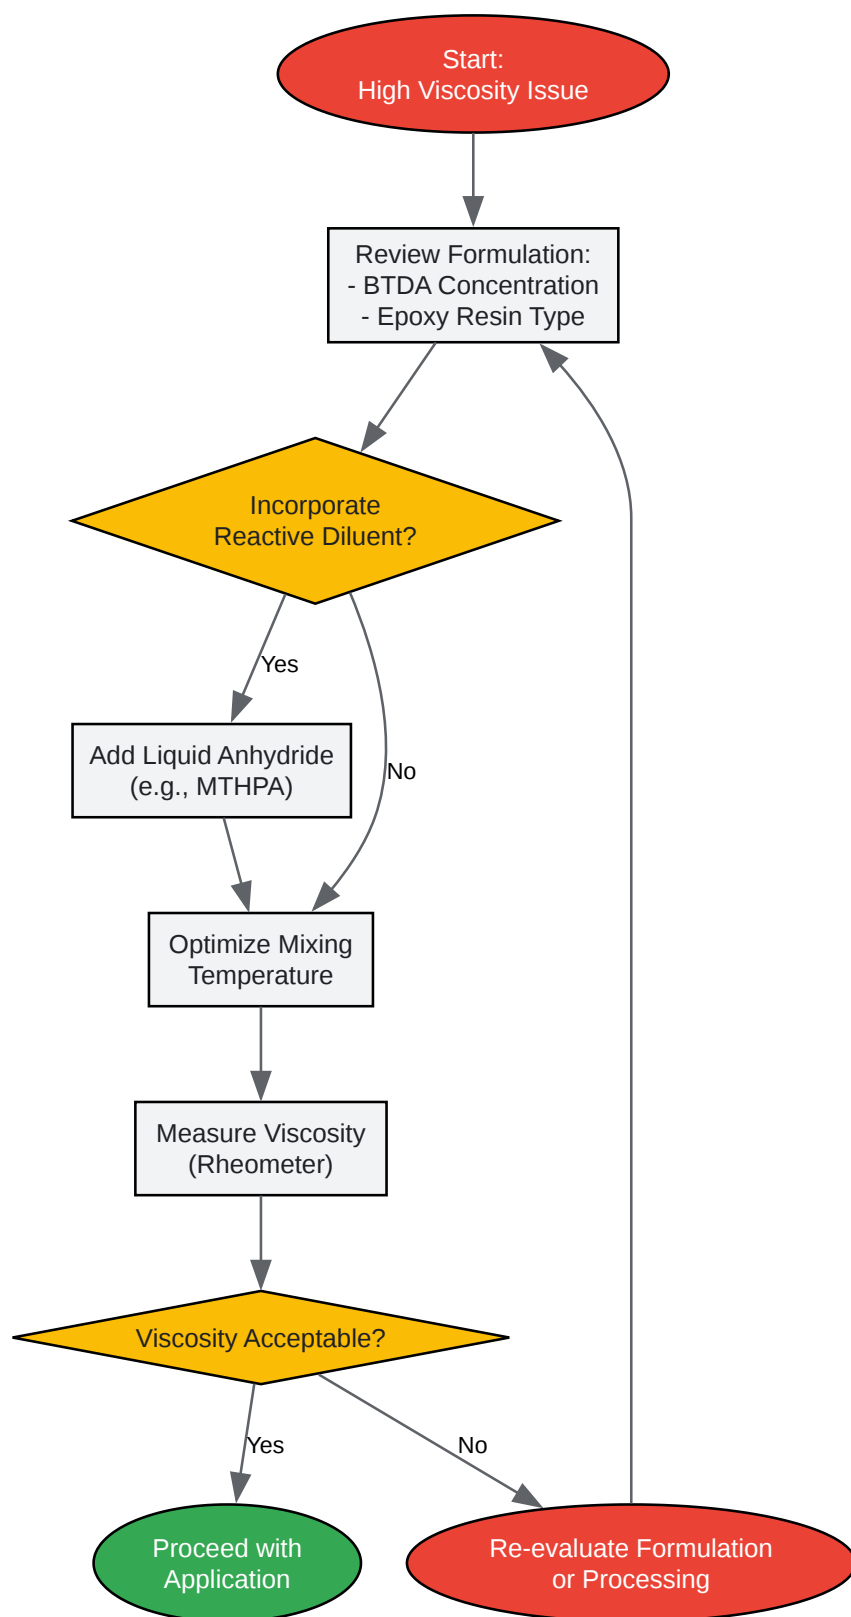 Start:
High Viscosity Issue
Review Formulation:
- BTDA Concentration
- Epoxy Resin Type
Incorporate
Reactive Diluent?
Yes
Add Liquid Anhydride
(e.g., MTHPA)
No
Optimize Mixing
Temperature
Measure Viscosity
(Rheometer)
Viscosity Acceptable?
Yes
No
Proceed with
Application
Re-evaluate Formulation
or Processing